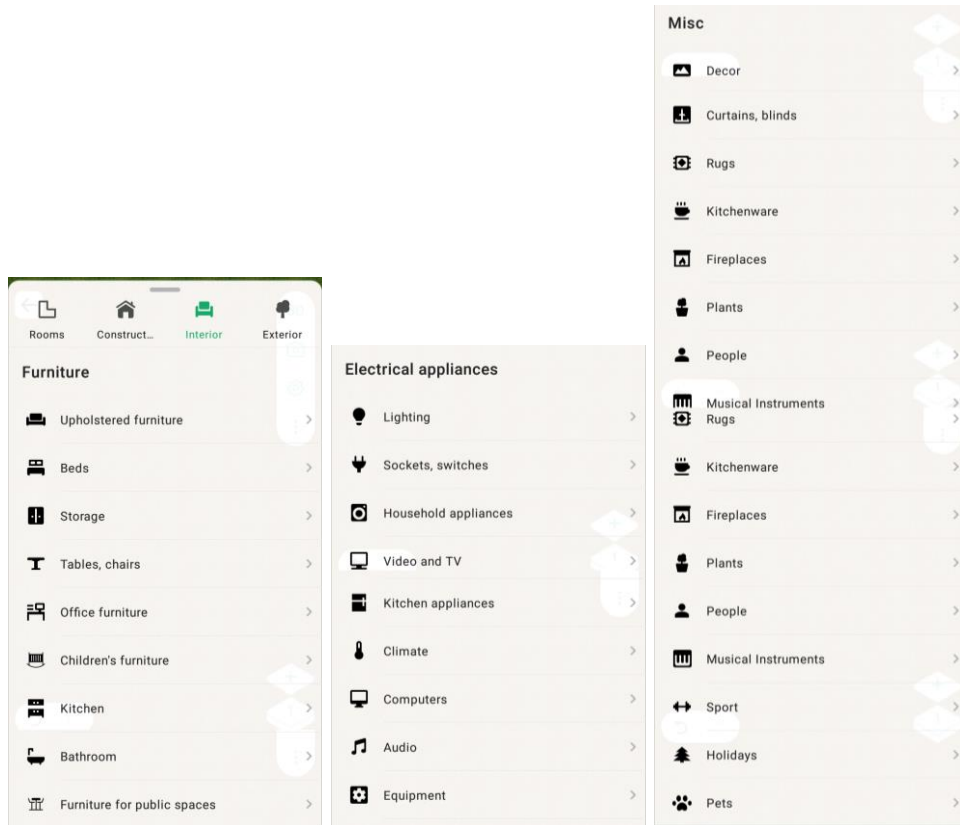 Rooms
Construct...
Interior
Exterior
Furniture
Upholstered furniture
Beds
Storage
Tables, chairs
Office furniture
Children's furniture
Kitchen
Bathroom
Furniture for public spaces
Electrical appliances
Lighting
Sockets, switches
Household appliances
Video and TV
Kitchen appliances
Climate
Computers
Audio
Equipment
Misc
Decor
Curtains, blinds
Rugs
Kitchenware
Fireplaces
Plants
People
Musical Instruments
Rugs
Kitchenware
Fireplaces
Plants
People
Musical Instruments
Sport
Holidays
Pets